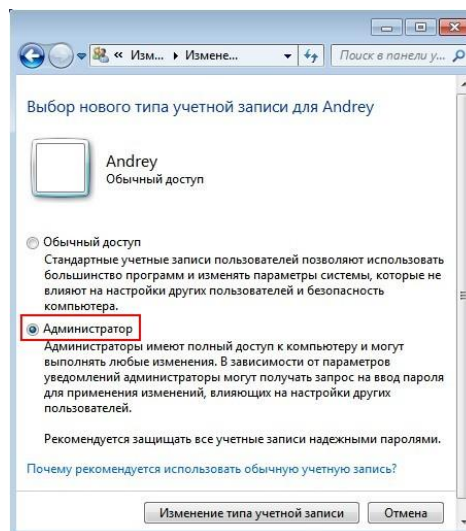 « Изм... Измене... Поиск в панели у...
Выбор нового типа учетной записи для Andrey
Andrey
Обычный доступ
Обычный доступ
Стандартные учетные записи пользователей позволяют использовать
большинство программ и изменять параметры системы, которые не
влияют на настройки других пользователей и безопасность
компьютера.
Администратор
Администраторы имеют полный доступ к компьютеру и могут
выполнять любые изменения. В зависимости от параметров
уведомлений администраторы могут получать запрос на ввод пароля
для применения изменений, влияющих на настройки других
пользователей.
Рекомендуется защищать все учетные записи надежными паролями.
Почему рекомендуется использовать обычную учетную запись?
Изменение типа учетной записи Отмена